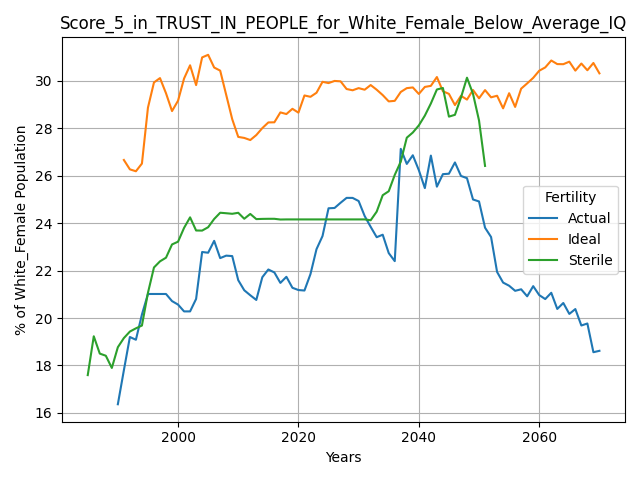 Score_5_in_TRUST_IN_PEOPLE_for_White_Female_Below_Average_IQ
% of White_Female Population
30
28
26
24
22
20
18
16
Fertility
Actual
Ideal
Sterile
2000
2020
2040
2060
Years